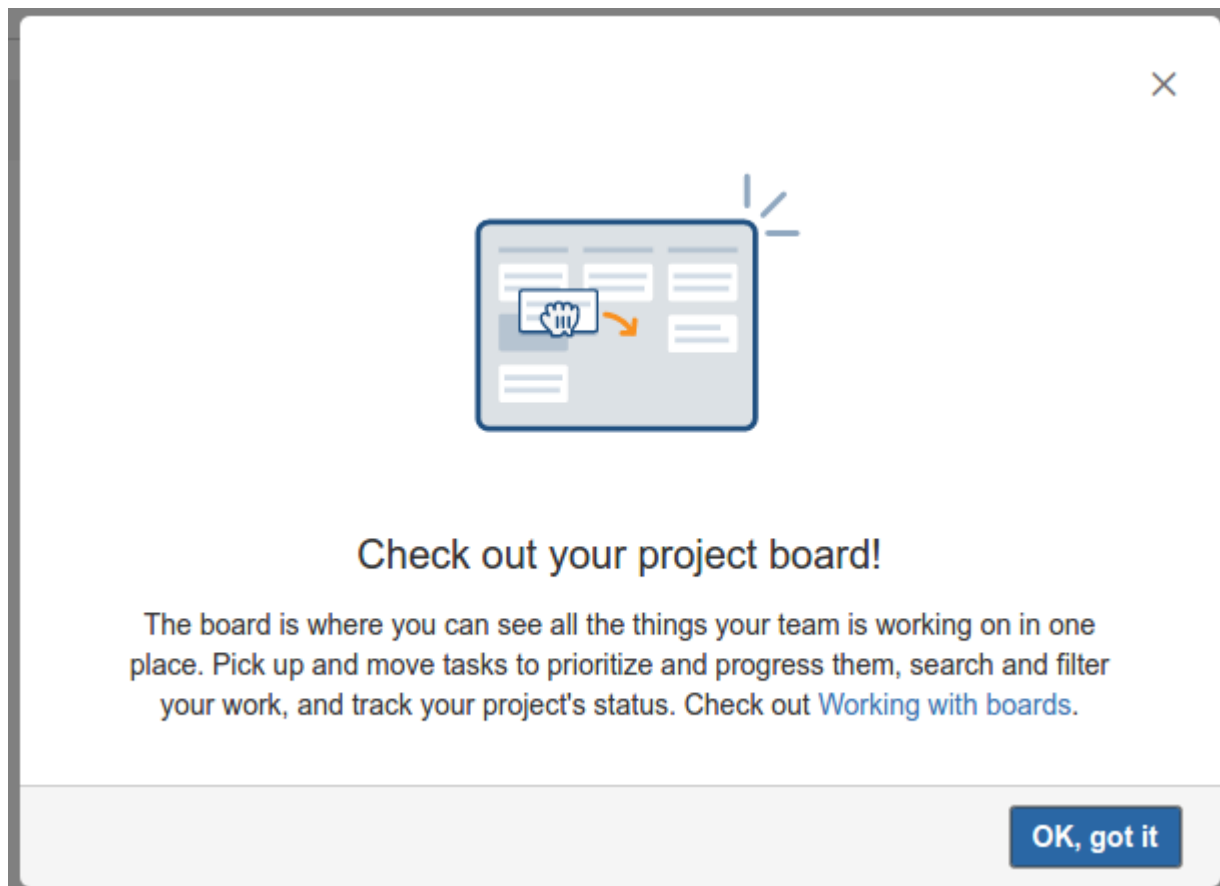 Check out your project board!
The board is where you can see all the things your team is working on in one
place. Pick up and move tasks to prioritize and progress them, search and filter
your work, and track your project's status. Check out Working with boards.
OK, got it